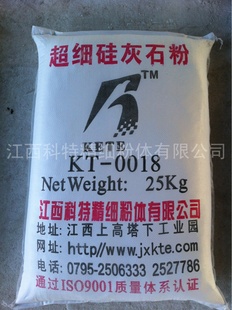 超细硅灰石粉
TM
KETE
KT-0018
Net Weight: 25Kg
江西科特精细粉体有限公司
江西科特精细粉体有限公司
地址: 江西上高塔下工业园
网址: http//www.jxkte.com
电话: 0795-2506333 2527786
通过ISO9001质量体系认证